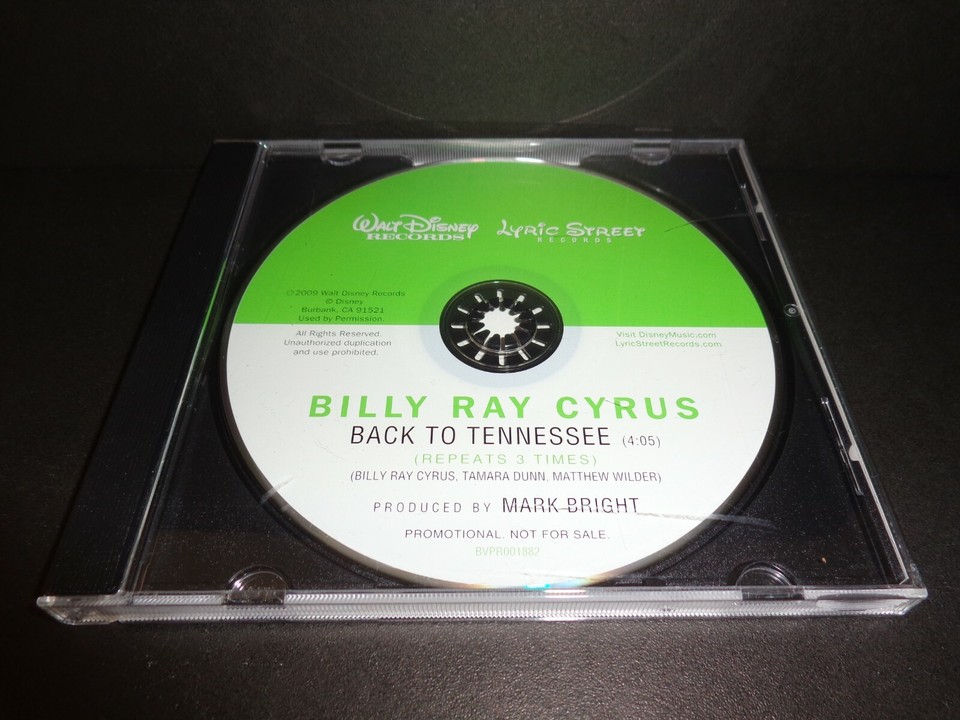 WALT DISNEY
RECORDS
LYRIC STREET
RECORDS
℗2009 Walt Disney Records
© Disney
Burbank, CA 91521
Used by Permission.
All Rights Reserved.
Unauthorized duplication
and use prohibited.
Visit DisneyMusic.com
LyricStreetRecords.com
BILLY RAY CYRUS
BACK TO TENNESSEE (4:05)
(REPEATS 3 TIMES)
(BILLY RAY CYRUS, TAMARA DUNN, MATTHEW WILDER)
PRODUCED BY MARK BRIGHT
PROMOTIONAL. NOT FOR SALE.
BVPR001882